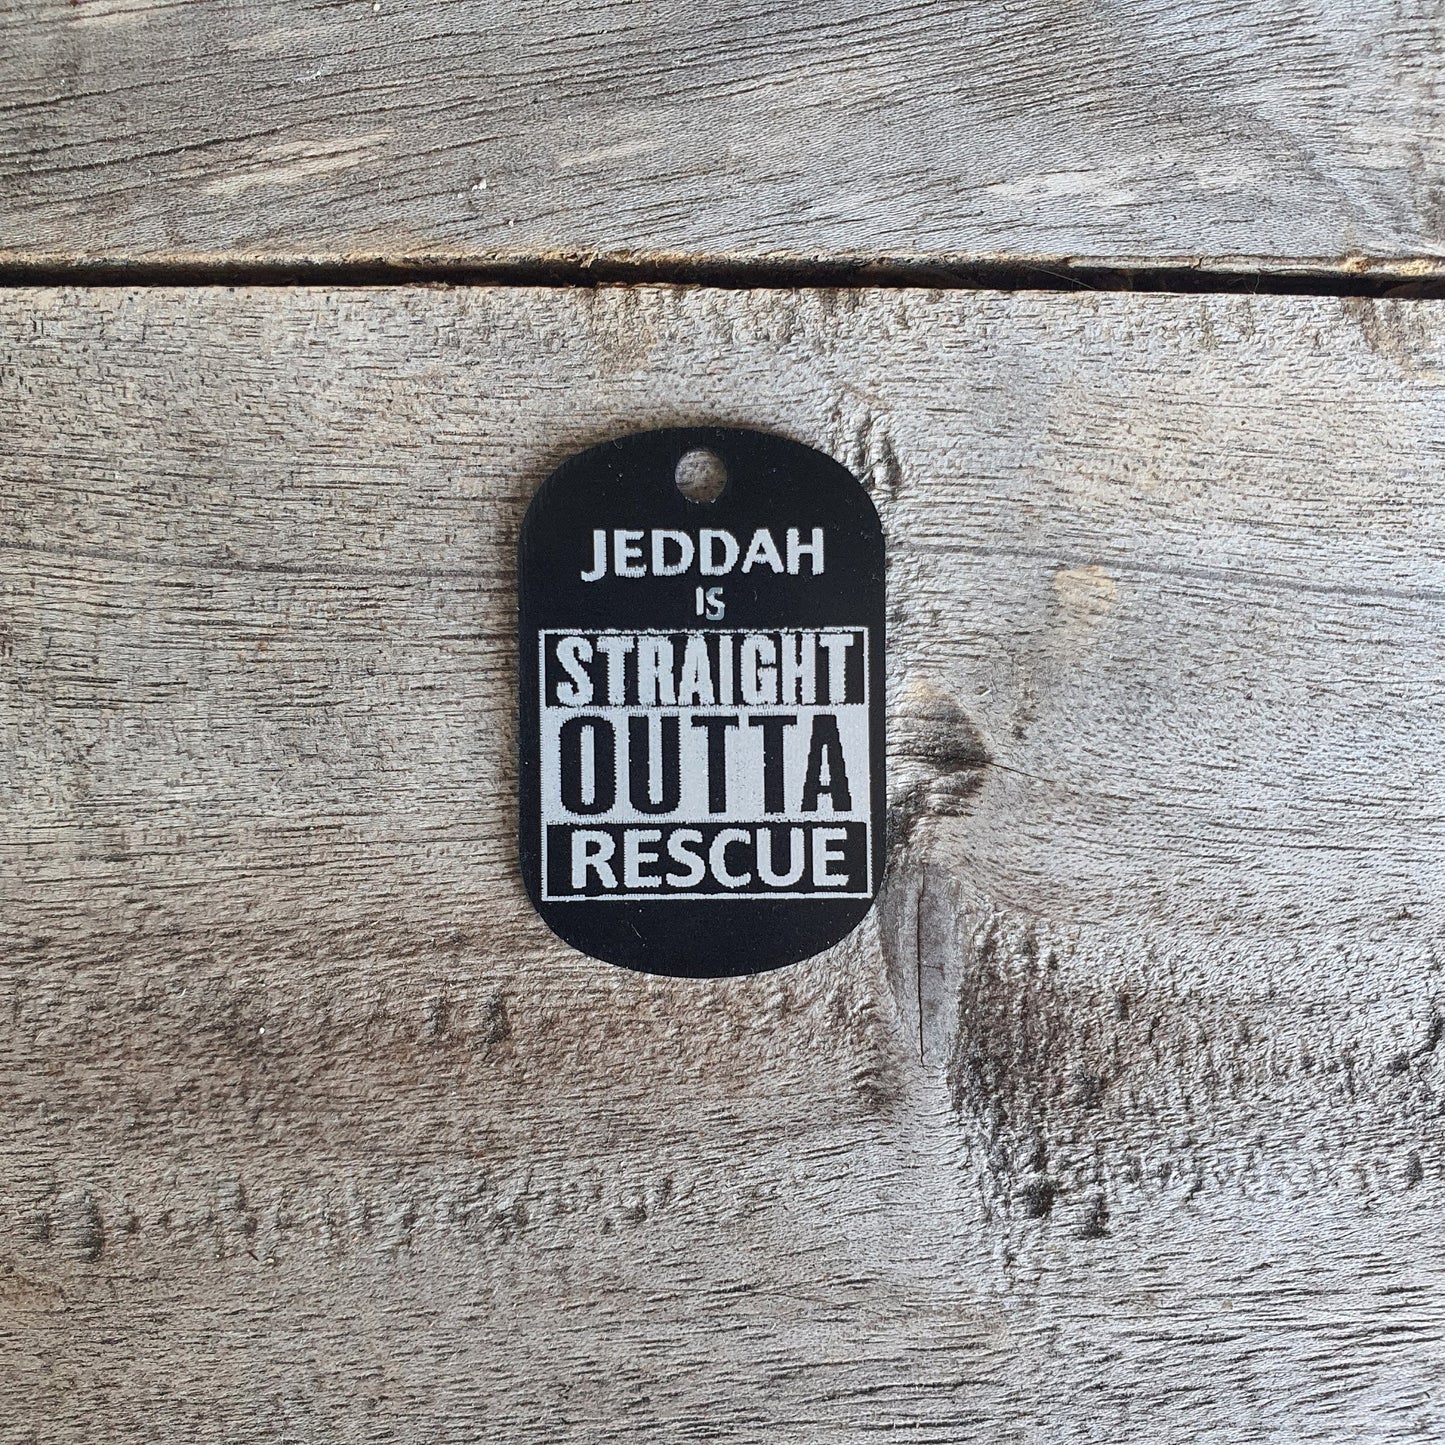 JEDDAH
IS
STRAIGHT
OUTTA
RESCUE